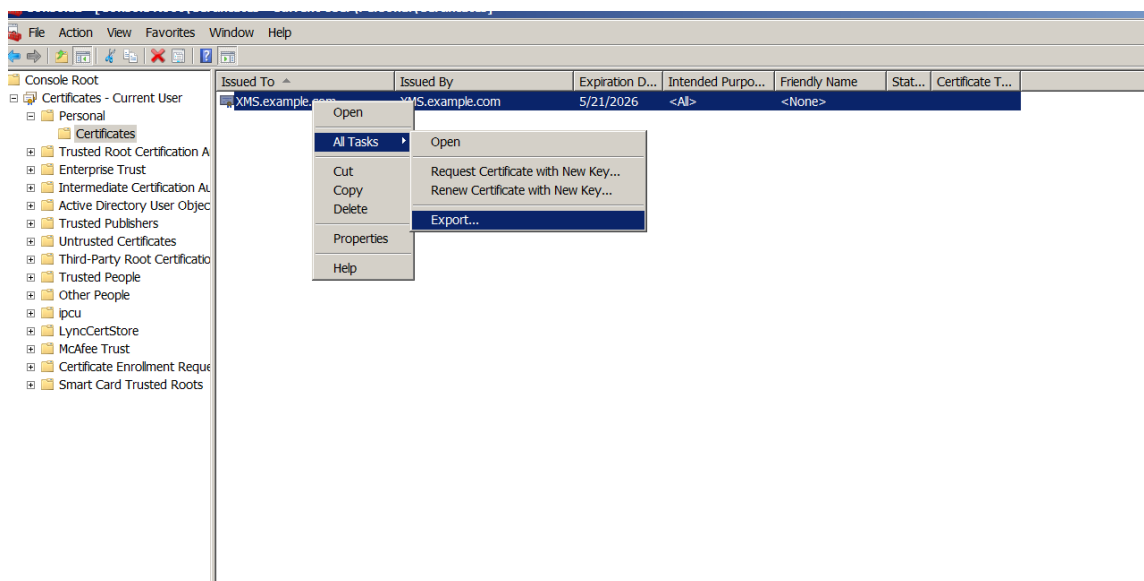 File Action View Favorites Window Help
Console Root
Certificates - Current User
Personal
Certificates
Trusted Root Certification A
Enterprise Trust
Intermediate Certification Au
Active Directory User Objec
Trusted Publishers
Untrusted Certificates
Third-Party Root Certificatio
Trusted People
Other People
ipcu
LyncCertStore
McAfee Trust
Certificate Enrollment Reque
Smart Card Trusted Roots
Issued To Issued By Expiration D... Intended Purpo... Friendly Name Stat... Certificate T...
XMS.example.com XMS.example.com 5/21/2026 <All> <None>
Open
All Tasks
Cut
Copy
Delete
Properties
Help
Open
Request Certificate with New Key...
Renew Certificate with New Key...
Export...